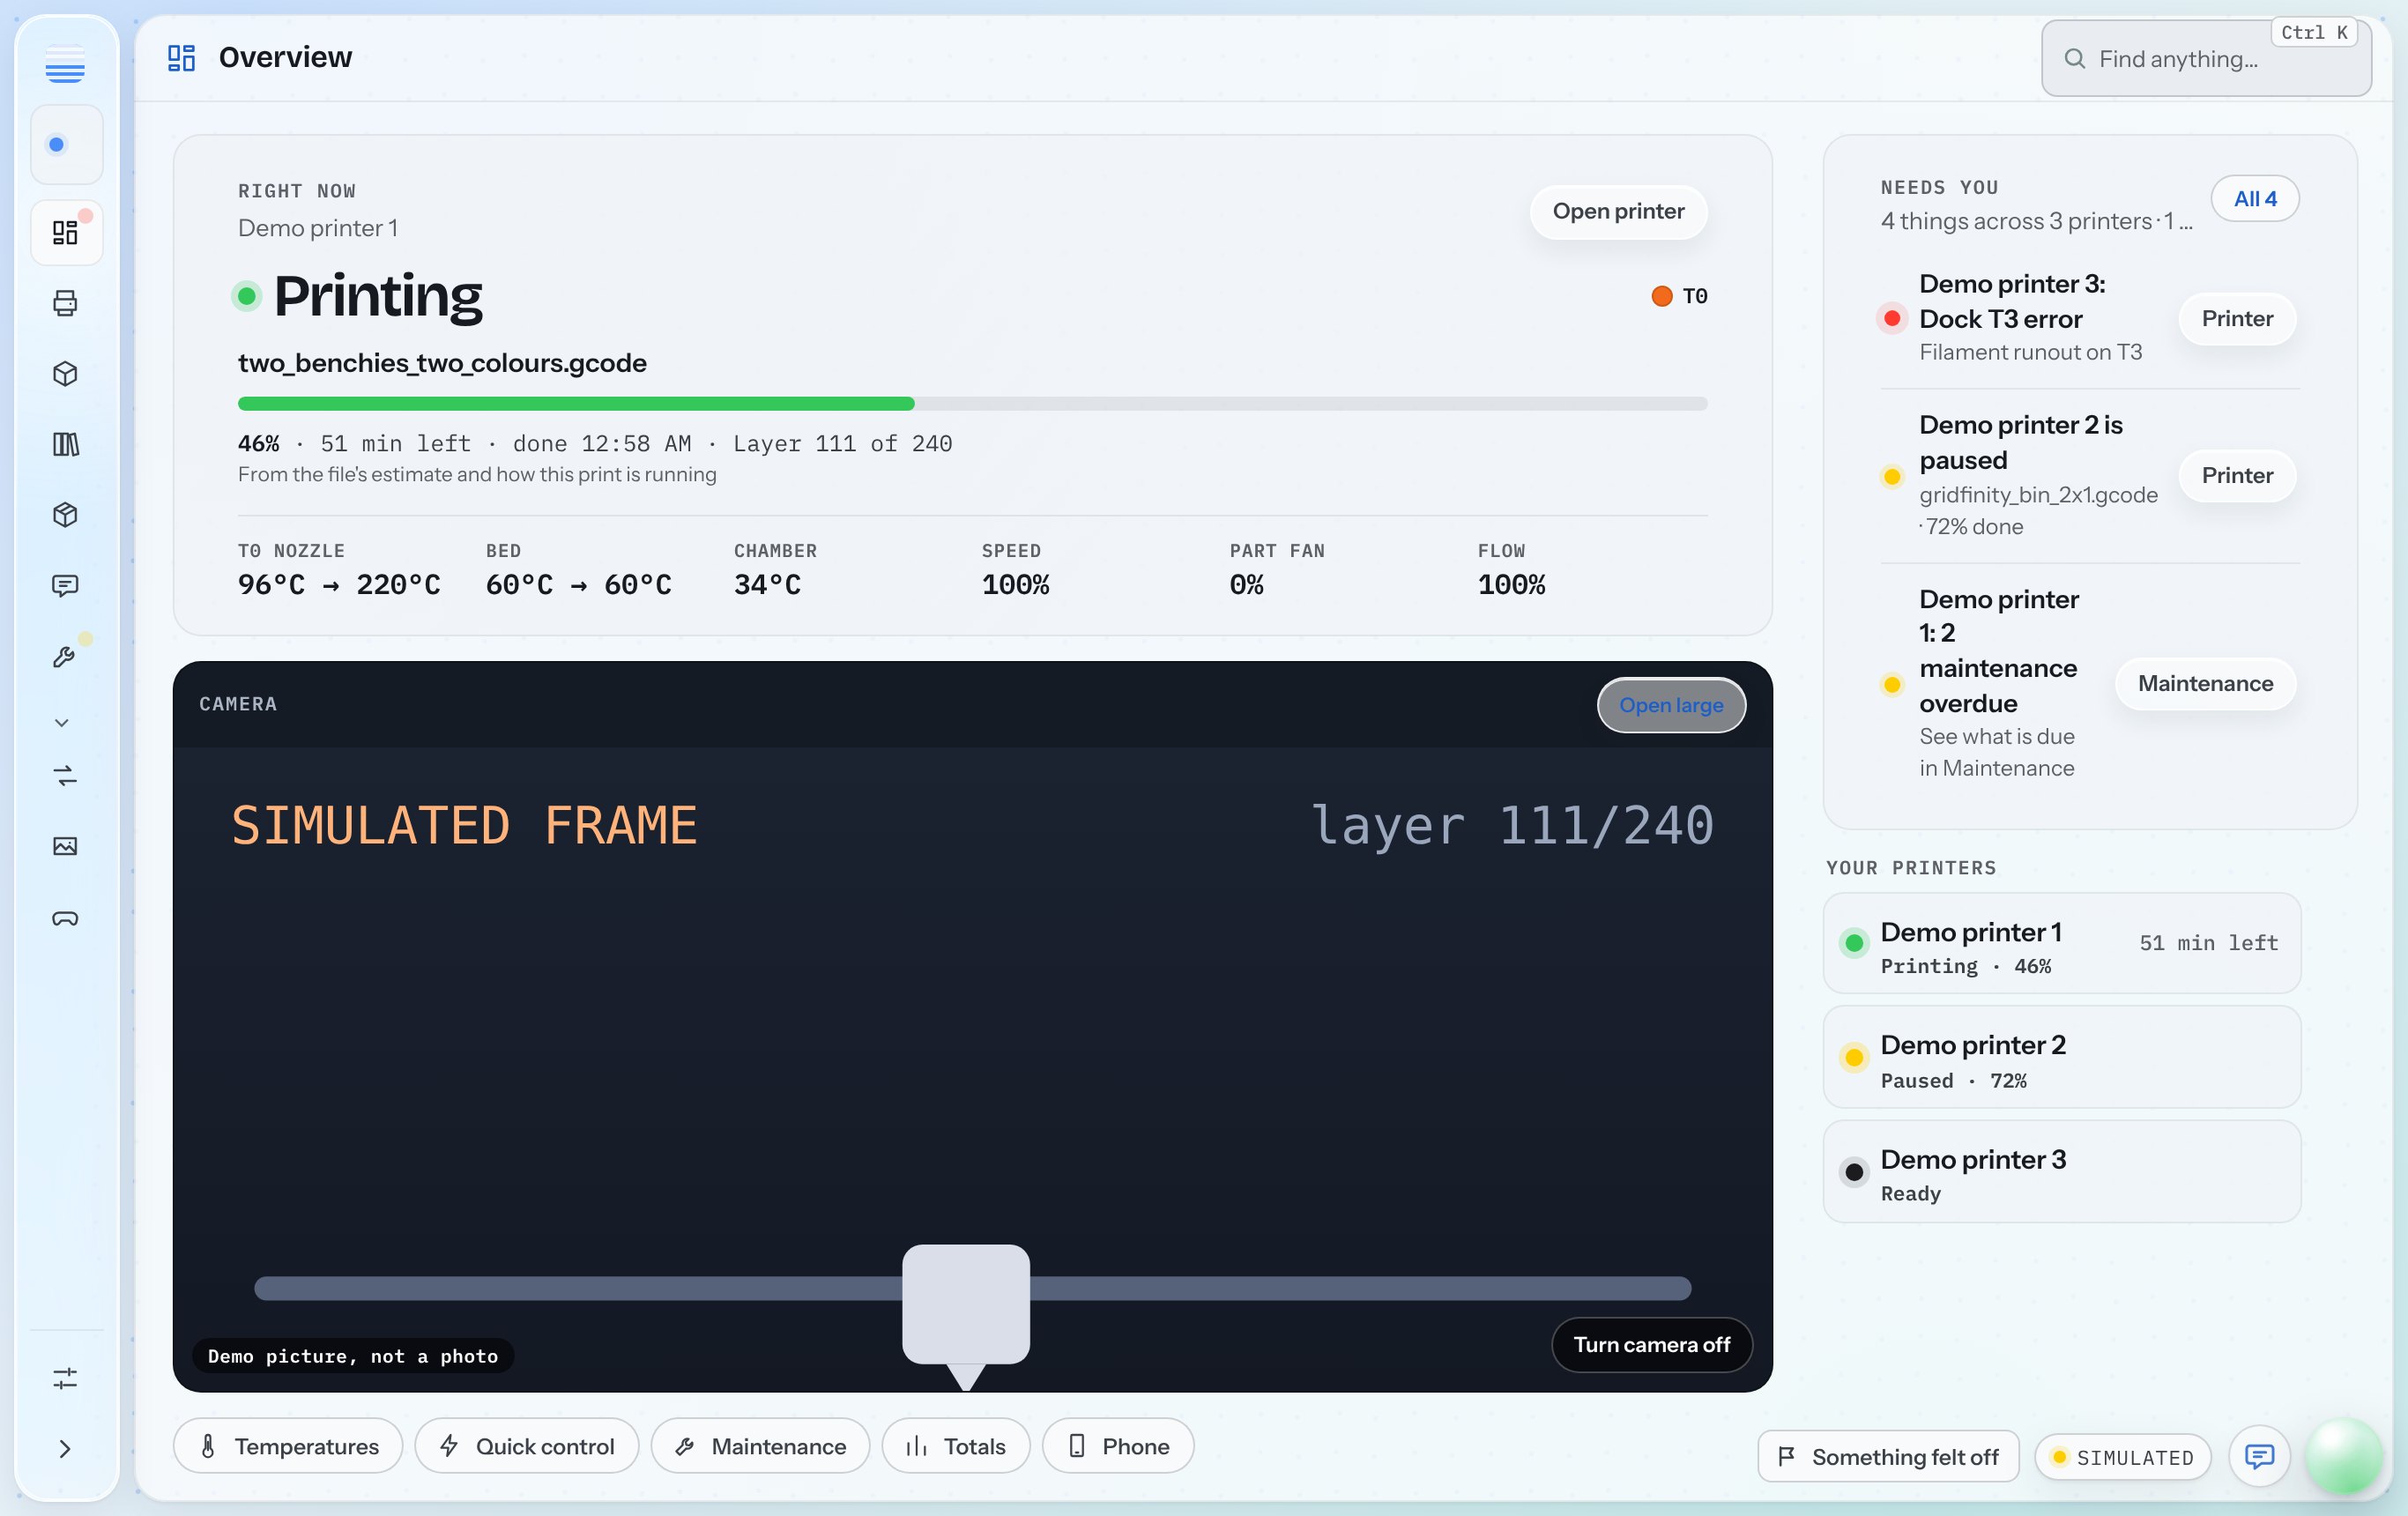 Overview
Find anything...
Ctrl K
RIGHT NOW
Demo printer 1
Open printer
Printing
T0
two_benchies_two_colours.gcode
46% · 51 min left · done 12:58 AM · Layer 111 of 240
From the file's estimate and how this print is running
T0 NOZZLE
96°C → 220°C
BED
60°C → 60°C
CHAMBER
34°C
SPEED
100%
PART FAN
0%
FLOW
100%
CAMERA
Open large
SIMULATED FRAME
layer 111/240
Demo picture, not a photo
Turn camera off
Temperatures
Quick control
Maintenance
Totals
Phone
NEEDS YOU
4 things across 3 printers · 1 ...
All 4
Demo printer 3:
Dock T3 error
Filament runout on T3
Printer
Demo printer 2 is
paused
gridfinity_bin_2x1.gcode
· 72% done
Printer
Demo printer
1: 2
maintenance
overdue
See what is due
in Maintenance
Maintenance
YOUR PRINTERS
Demo printer 1
Printing · 46%
51 min left
Demo printer 2
Paused · 72%
Demo printer 3
Ready
Something felt off
SIMULATED